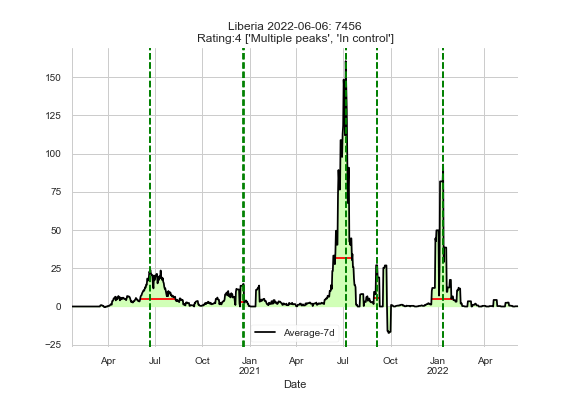 Liberia 2022-06-06: 7456
Rating:4 ['Multiple peaks', 'In control']
150
125
100
75
50
25
0
−25
Average-7d
Apr Jul Oct Jan Apr Jul Oct Jan Apr
2021 2022
Date